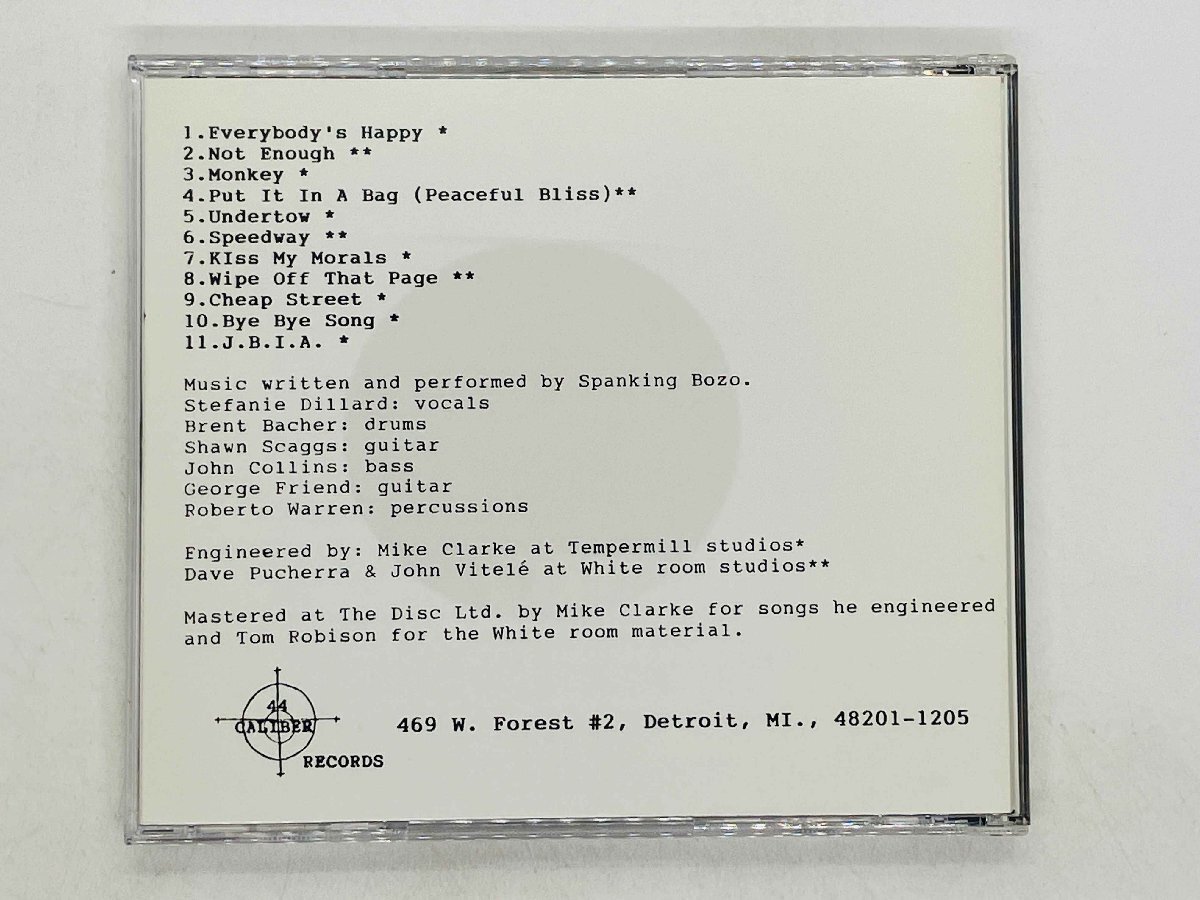 1.Everybody's Happy *
2.Not Enough **
3.Monkey *
4.Put It In A Bag (Peaceful Bliss)**
5.Undertow *
6.Speedway **
7.KIss My Morals *
8.Wipe Off That Page **
9.Cheap Street *
10.Bye Bye Song *
11.J.B.I.A. *
Music written and performed by Spanking Bozo.
Stefanie Dillard: vocals
Brent Bacher: drums
Shawn Scaggs: guitar
John Collins: bass
George Friend: guitar
Roberto Warren: percussions
Engineered by: Mike Clarke at Tempermill studios*
Dave Pucherra & John Vitelé at White room studios**
Mastered at The Disc Ltd. by Mike Clarke for songs he engineered
and Tom Robison for the White room material.
44
CALIBER
RECORDS
469 W. Forest #2, Detroit, MI., 48201-1205